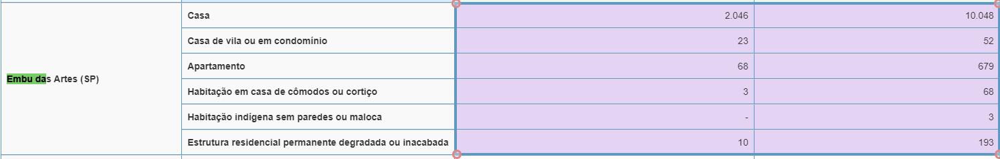 Casa 2.046 10.048
Casa de vila ou em condomínio 23 52
Apartamento 68 679
Embu das Artes (SP)
Habitação em casa de cômodos ou cortiço 3 68
Habitação indígena sem paredes ou maloca - 3
Estrutura residencial permanente degradada ou inacabada 10 193